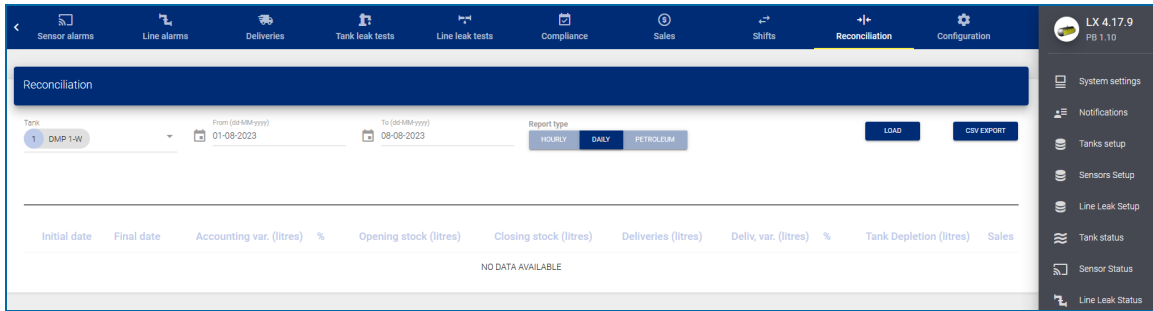 Sensor alarms Line alarms Deliveries Tank leak tests Line leak tests Compliance Sales Shifts Reconciliation Configuration
LX 4.17.9
PB 1.10
Reconciliation
System settings
Notifications
Tanks setup
Sensors Setup
Line Leak Setup
Tank status
Sensor Status
Line Leak Status
Tank From (dd-MM-yyyy) To (dd-MM-yyyy) Report type
1 DMP 1-W 01-08-2023 08-08-2023 HOURLY DAILY PETROLEUM LOAD CSV EXPORT
Initial date Final date Accounting var. (litres) % Opening stock (litres) Closing stock (litres) Deliveries (litres) Deliv, var. (litres) % Tank Depletion (litres) Sales
NO DATA AVAILABLE